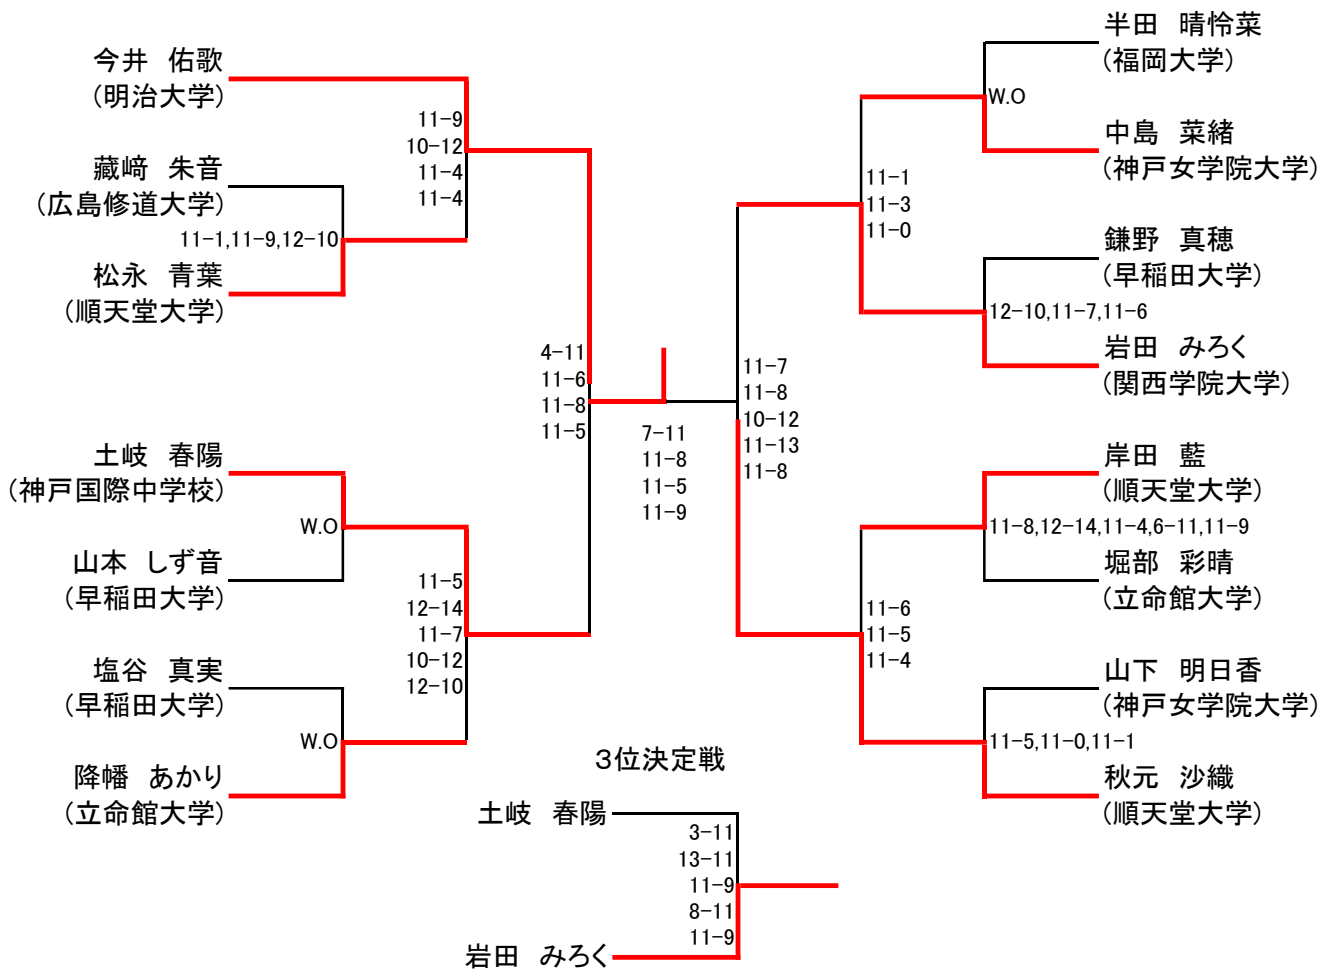 今井　佑歌
(明治大学)
11-9
10-12
11-4
11-4
藏﨑　朱音
(広島修道大学)
11-1,11-9,12-10
松永　青葉
(順天堂大学)
4-11
11-6
11-8
11-5
土岐　春陽
(神戸国際中学校)
W.O
山本　しず音
(早稲田大学)
11-5
12-14
11-7
10-12
12-10
塩谷　真実
(早稲田大学)
W.O
降幡　あかり
(立命館大学)
7-11
11-8
11-5
11-9
半田　晴怜菜
(福岡大学)
W.O
中島　菜緒
(神戸女学院大学)
11-1
11-3
11-0
鎌野　真穂
(早稲田大学)
12-10,11-7,11-6
岩田　みろく
(関西学院大学)
11-7
11-8
10-12
11-13
11-8
岸田　藍
(順天堂大学)
11-8,12-14,11-4,6-11,11-9
堀部　彩晴
(立命館大学)
11-6
11-5
11-4
山下　明日香
(神戸女学院大学)
11-5,11-0,11-1
秋元　沙織
(順天堂大学)
３位決定戦
土岐　春陽
3-11
13-11
11-9
8-11
11-9
岩田　みろく